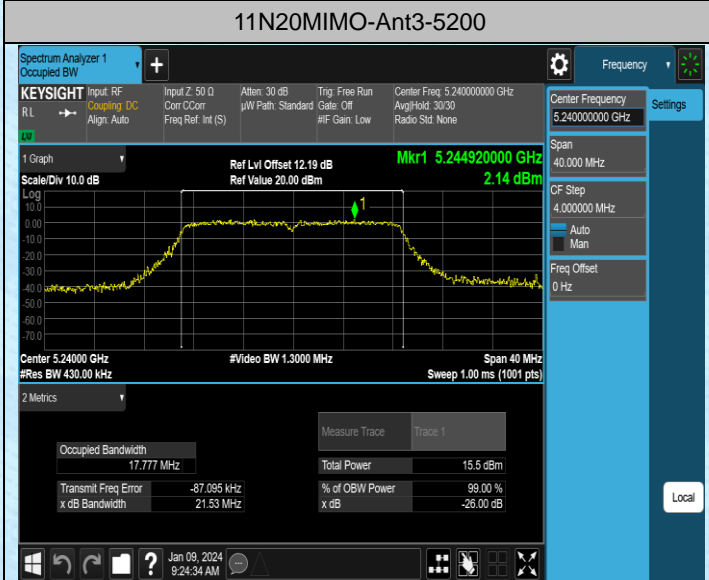 11N20MIMO-Ant3-5200
Spectrum Analyzer 1
Occupied BW
+
Frequency
KEYSIGHT
RL
LXI
Input: RF
Coupling: DC
Align: Auto
Input Z: 50 Ω
Corr CCorr
Freq Ref: Int (S)
Atten: 30 dB
µW Path: Standard
Trig: Free Run
Gate: Off
#IF Gain: Low
Center Freq: 5.240000000 GHz
Avg|Hold: 30/30
Radio Std: None
Center Frequency
5.240000000 GHz
Settings
Span
40.000 MHz
CF Step
4.000000 MHz
Auto
Man
Freq Offset
0 Hz
1 Graph
Scale/Div 10.0 dB
Ref Lvl Offset 12.19 dB
Ref Value 20.00 dBm
Mkr1 5.244920000 GHz
2.14 dBm
Log
10.0
0.00
-10.0
-20.0
-30.0
-40.0
-50.0
-60.0
-70.0
1
Center 5.24000 GHz
#Res BW 430.00 kHz
#Video BW 1.3000 MHz
Span 40 MHz
Sweep 1.00 ms (1001 pts)
2 Metrics
Measure Trace Trace 1
Occupied Bandwidth
17.777 MHz
Total Power 15.5 dBm
Transmit Freq Error -87.095 kHz
% of OBW Power 99.00 %
x dB Bandwidth 21.53 MHz
x dB -26.00 dB
Local
?
Jan 09, 2024
9:24:34 AM